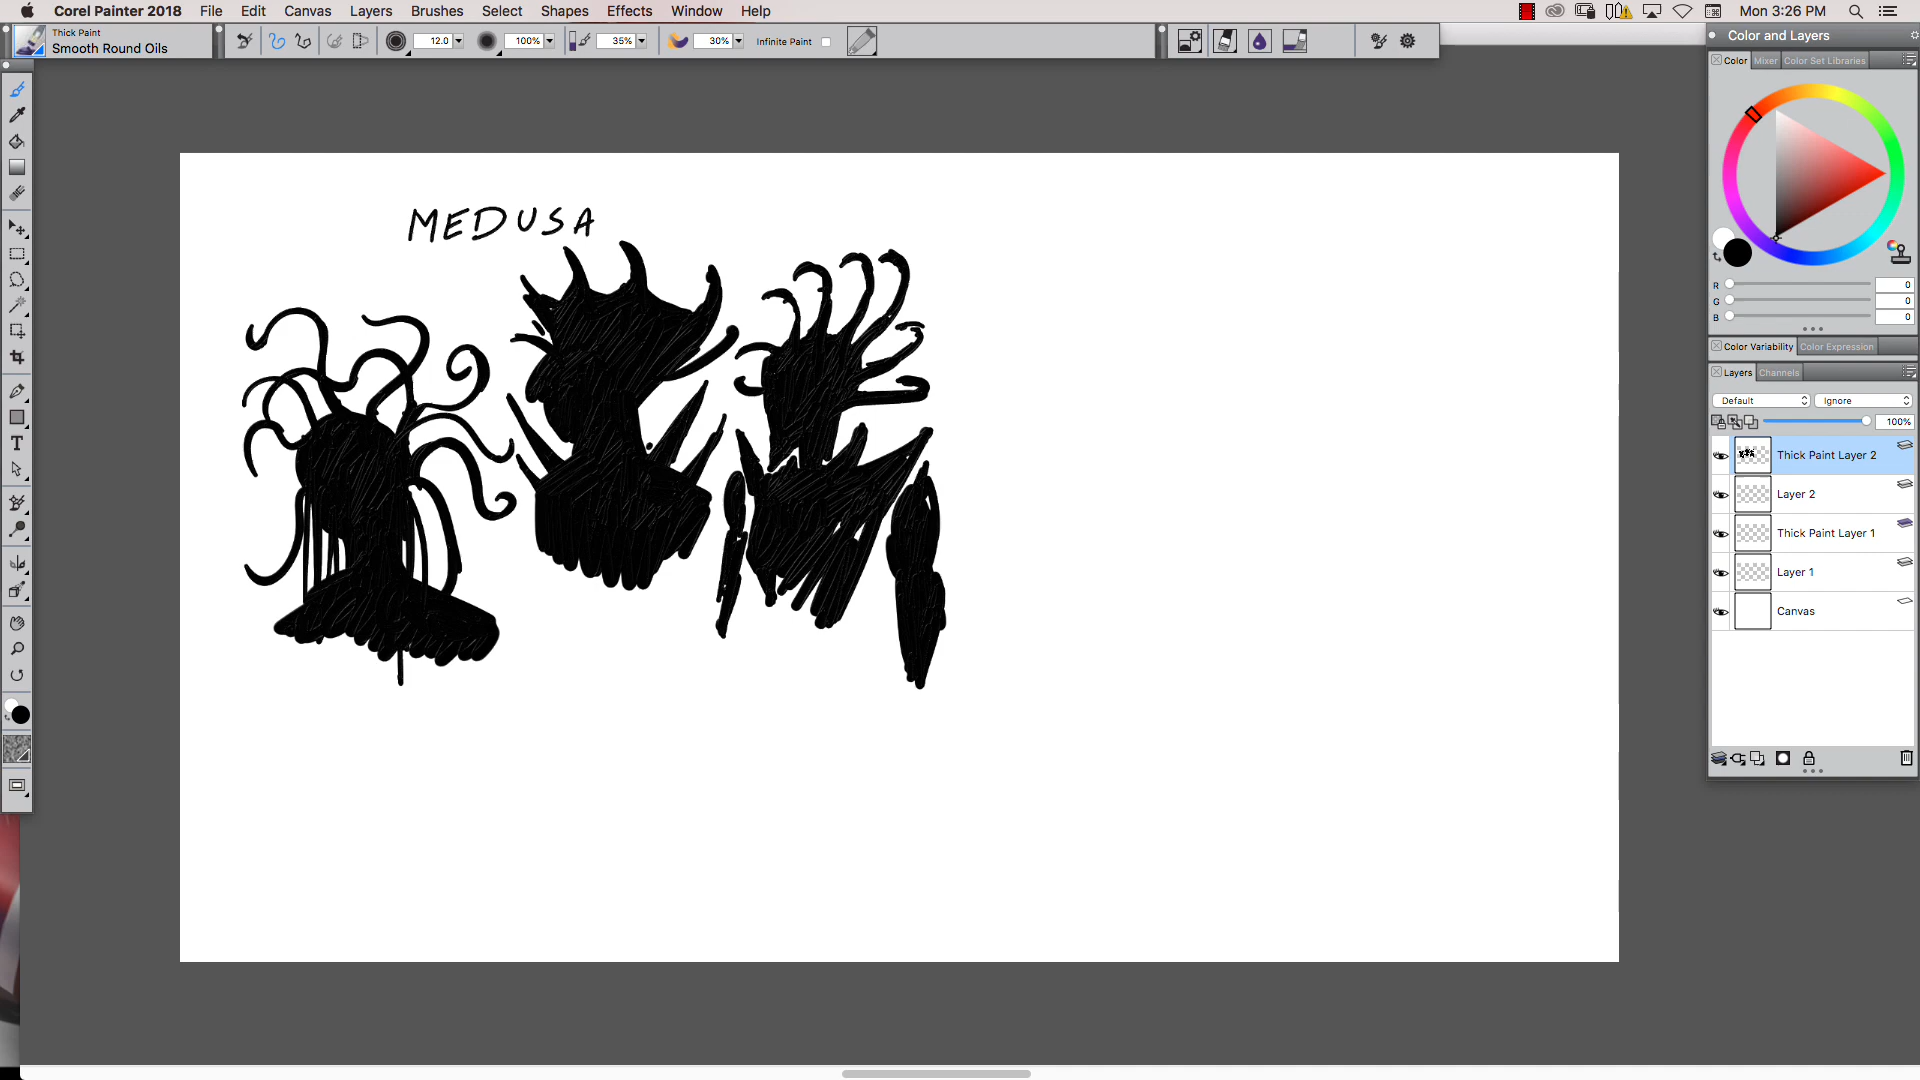 Corel Painter 2018 File Edit Canvas Layers Brushes Select Shapes Effects Window Help Mon 3:26 PM
Thick Paint
Smooth Round Oils
12.0 100% 35% 30% Infinite Paint
Color and Layers
Color Mixer Color Set Libraries
MEDUSA
R 0
G 0
B 0
Color Variability Color Expression
Layers Channels
Default Ignore
100%
Thick Paint Layer 2
Layer 2
Thick Paint Layer 1
Layer 1
Canvas
T